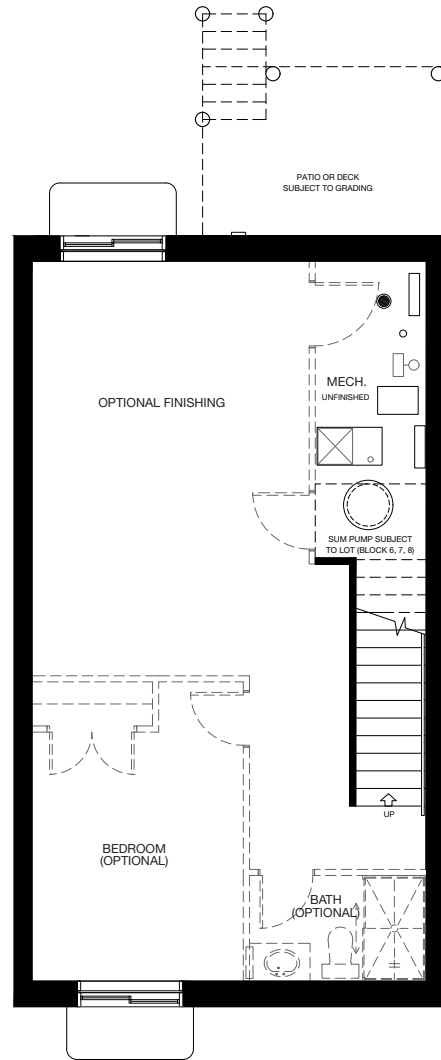 PATIO OR DECK
SUBJECT TO GRADING
MECH.
UNFINISHED
OPTIONAL FINISHING
SUM PUMP SUBJECT
TO LOT (BLOCK 6, 7, 8)
UP
BEDROOM
(OPTIONAL)
BATH
(OPTIONAL)